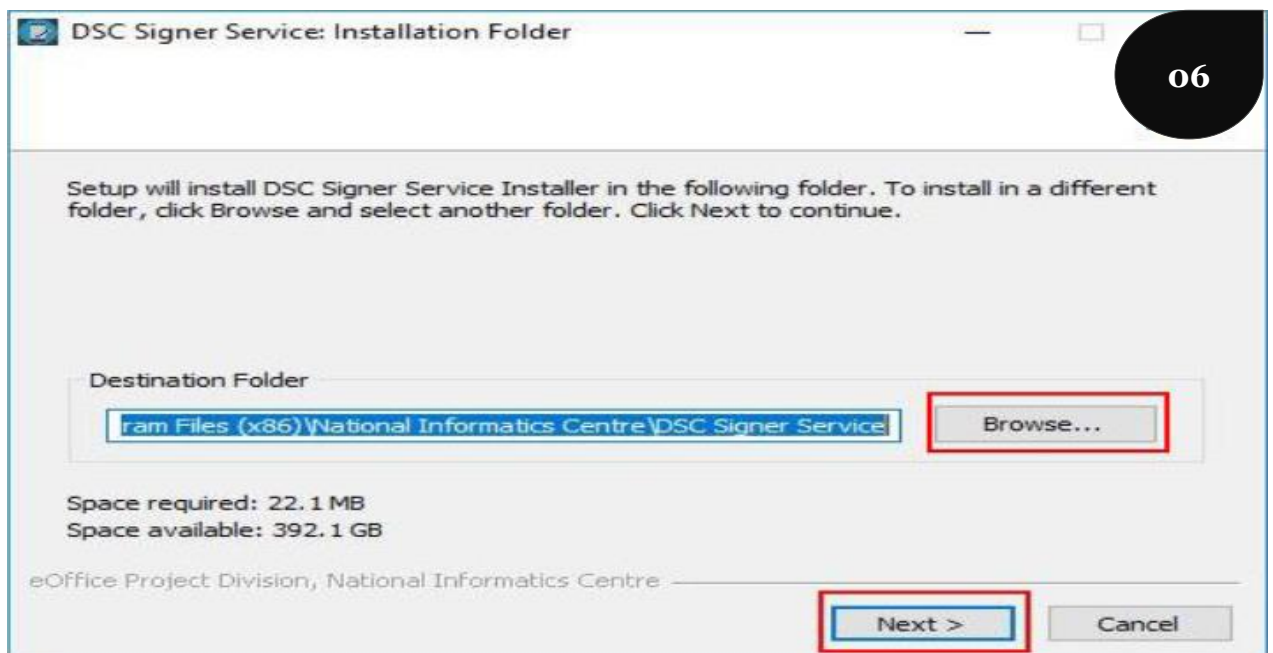 DSC Signer Service: Installation Folder
06
Setup will install DSC Signer Service Installer in the following folder. To install in a different
folder, click Browse and select another folder. Click Next to continue.
Destination Folder
ram Files (x86)\National Informatics Centre\DSC Signer Service
Browse...
Space required: 22.1 MB
Space available: 392.1 GB
eOffice Project Division, National Informatics Centre
Next >
Cancel